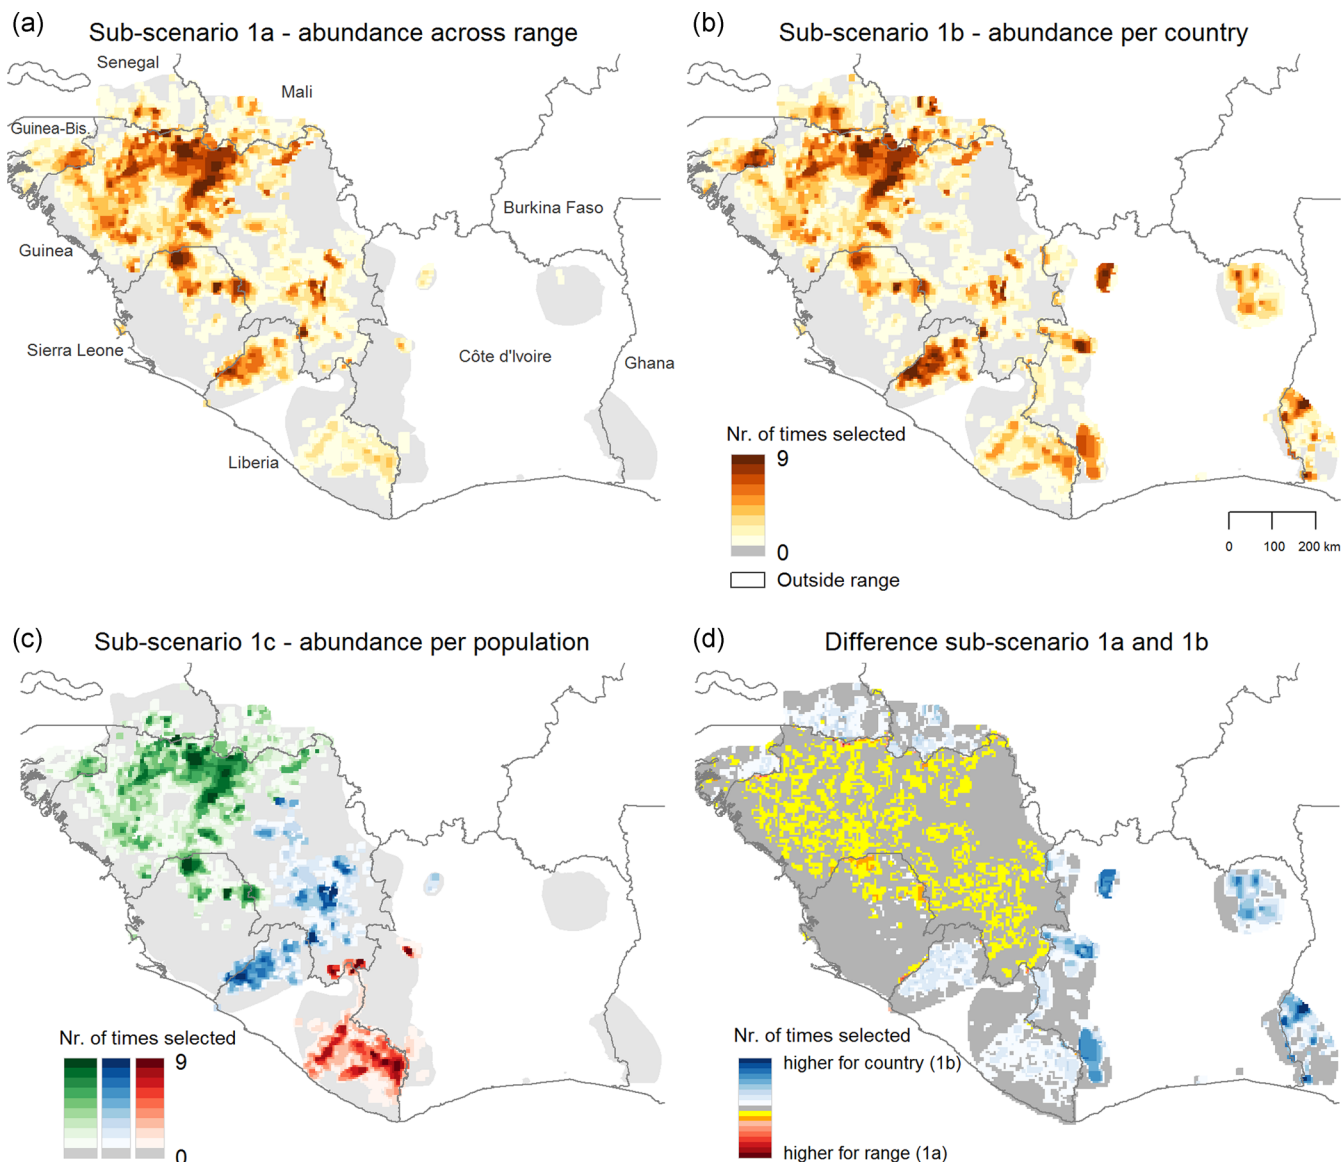 (a)
Sub-scenario 1a - abundance across range
Senegal
Mali
Guinea-Bis.
Burkina Faso
Guinea
Sierra Leone
Côte d'Ivoire
Ghana
Liberia
(b)
Sub-scenario 1b - abundance per country
Nr. of times selected
9
0
Outside range
0 100 200 km
(c)
Sub-scenario 1c - abundance per population
Nr. of times selected
9
0
(d)
Difference sub-scenario 1a and 1b
Nr. of times selected
higher for country (1b)
higher for range (1a)